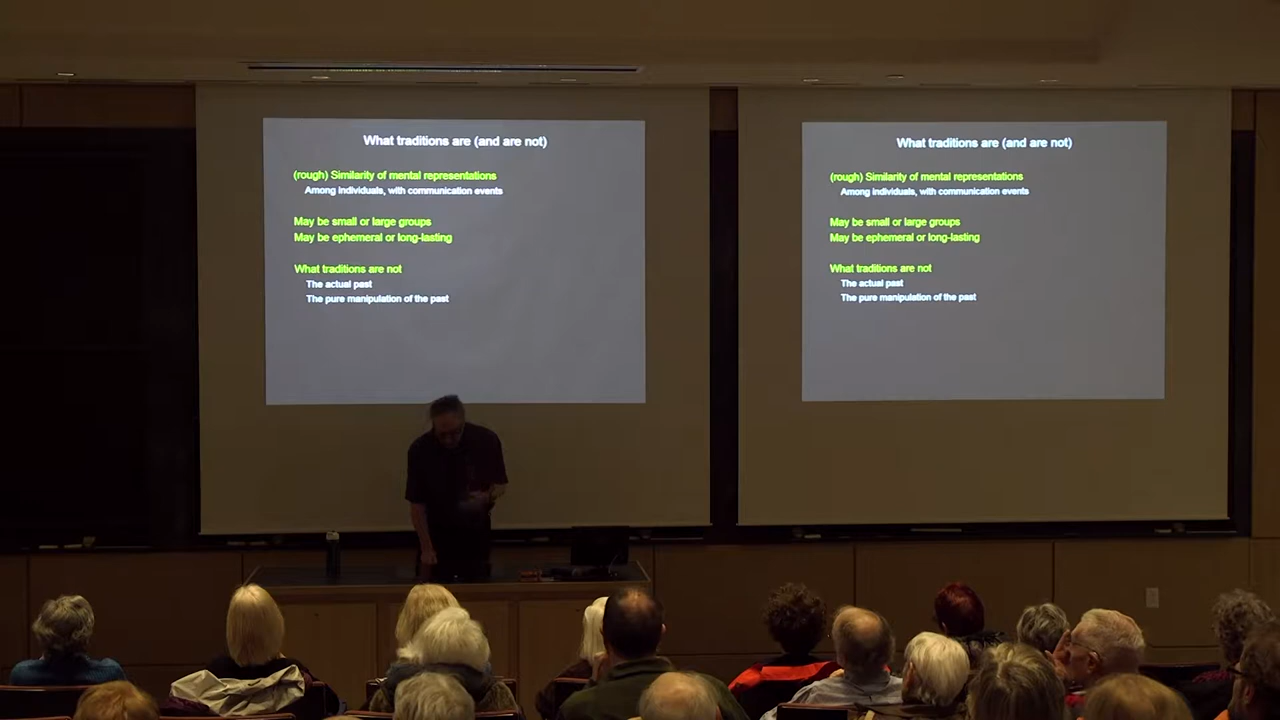 What traditions are (and are not)
(rough) Similarity of mental representations
Among individuals, with communication events
May be small or large groups
May be ephemeral or long-lasting
What traditions are not
The actual past
The pure manipulation of the past
What traditions are (and are not)
(rough) Similarity of mental representations
Among individuals, with communication events
May be small or large groups
May be ephemeral or long-lasting
What traditions are not
The actual past
The pure manipulation of the past